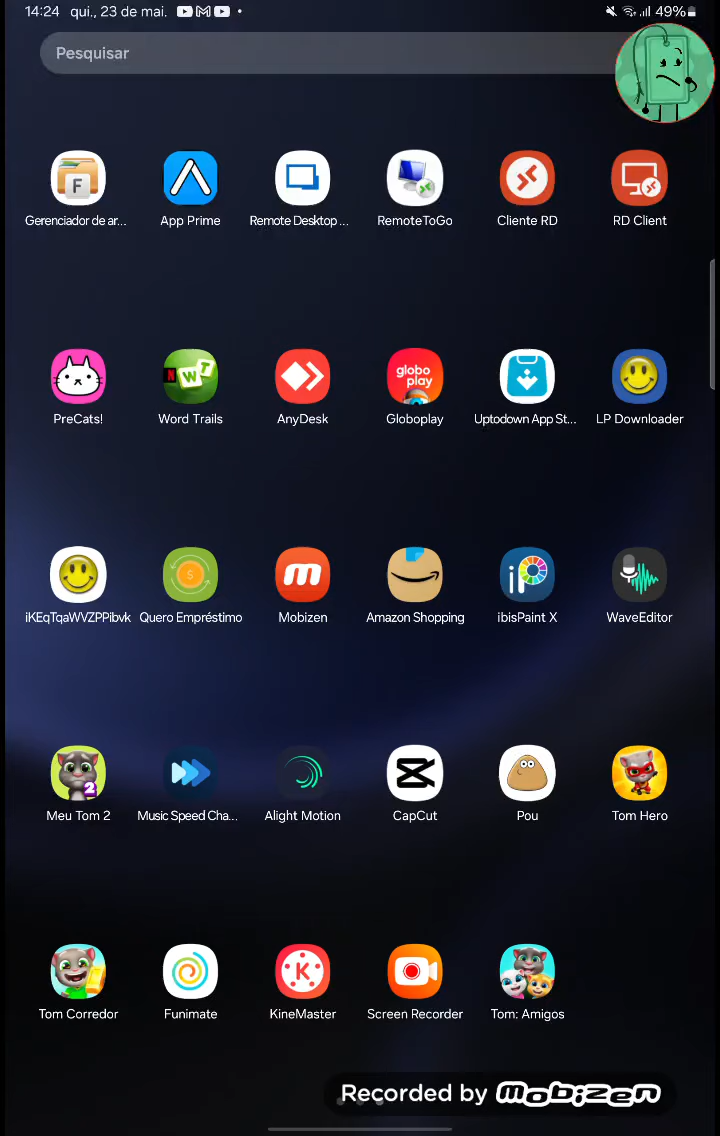 14:24 qui., 23 de mai. 49%
Pesquisar
Gerenciador de ar... App Prime Remote Desktop ... RemoteToGo Cliente RD RD Client
globo
play
N W T
PreCats! Word Trails AnyDesk Globoplay Uptodown App St... LP Downloader
iKEqTqaWVZPPibvk Quero Empréstimo Mobizen Amazon Shopping ibisPaint X WaveEditor
Meu Tom 2 Music Speed Cha... Alight Motion CapCut Pou Tom Hero
Tom Corredor Funimate KineMaster Screen Recorder Tom: Amigos
Recorded by mobizen